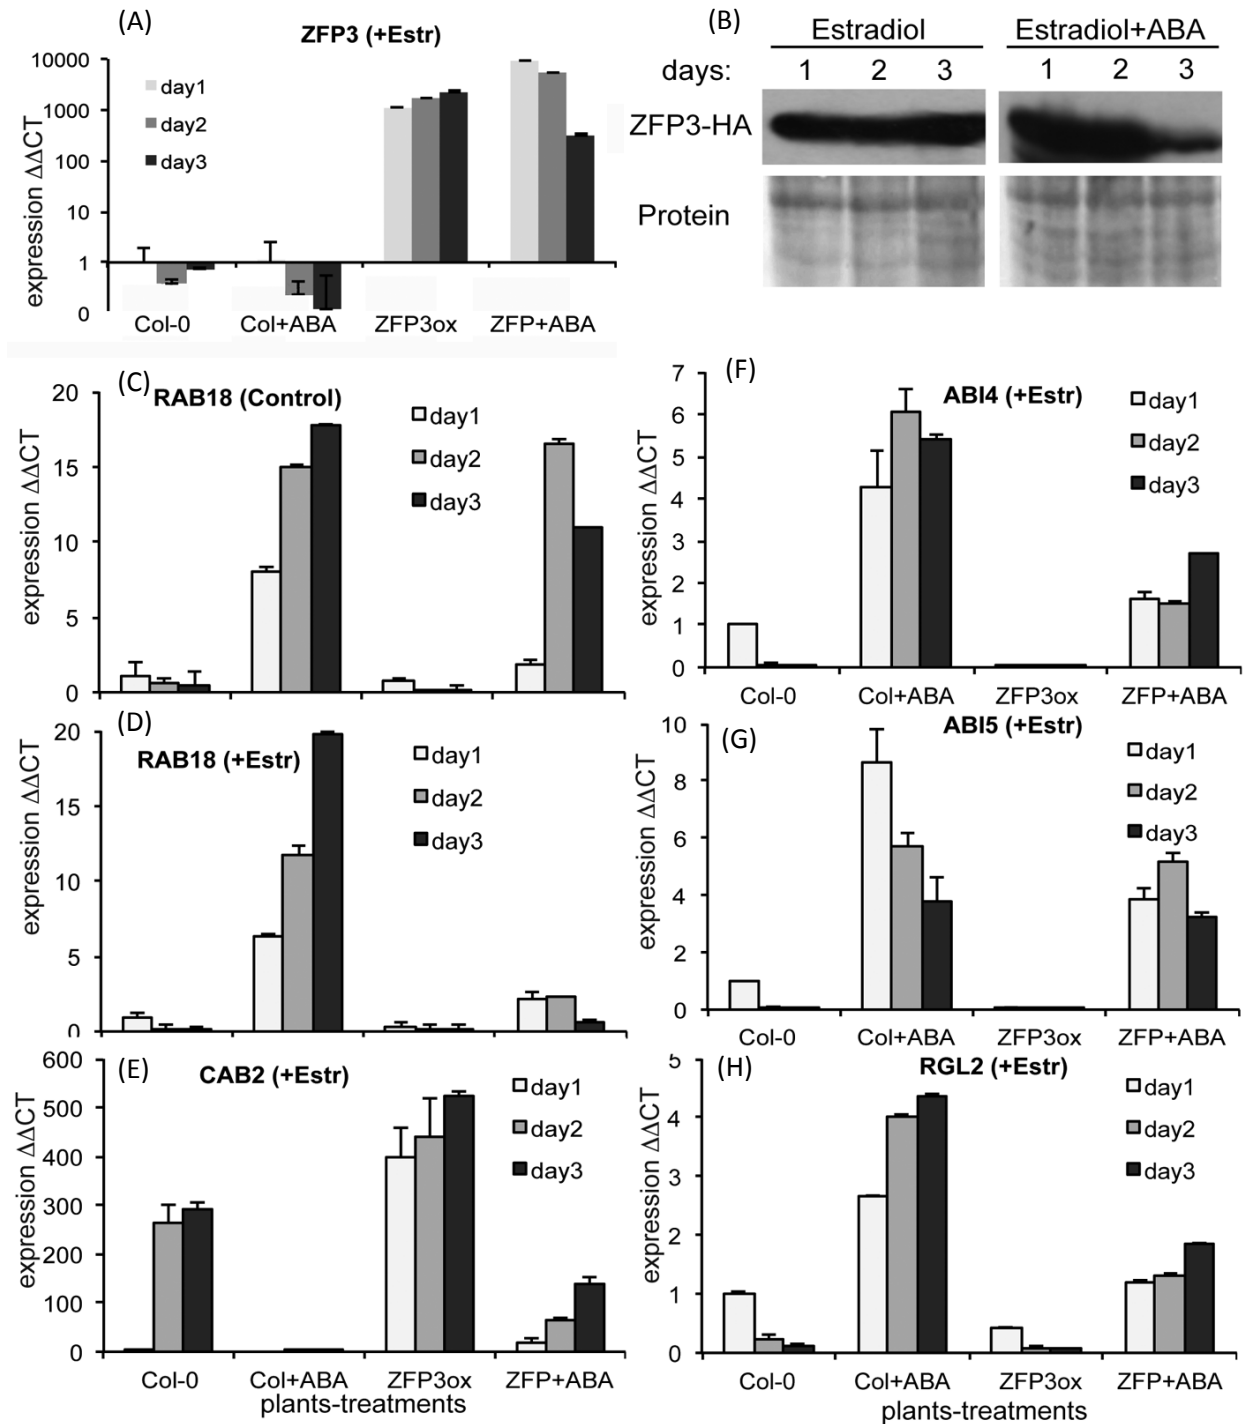 (A)
ZFP3 (+Estr)
expression ΔΔCT
10000
1000
100
10
1
0
day1
day2
day3
Col-0 Col+ABA ZFP3ox ZFP+ABA
(B)
Estradiol Estradiol+ABA
days: 1 2 3 1 2 3
ZFP3-HA
Protein
(C)
RAB18 (Control)
expression ΔΔCT
20
15
10
5
0
day1
day2
day3
(D)
RAB18 (+Estr)
expression ΔΔCT
20
15
10
5
0
day1
day2
day3
(E)
CAB2 (+Estr)
expression ΔΔCT
600
500
400
300
200
100
0
day1
day2
day3
Col-0 Col+ABA ZFP3ox ZFP+ABA
plants-treatments
(F)
ABI4 (+Estr)
expression ΔΔCT
7
6
5
4
3
2
1
0
day1
day2
day3
Col-0 Col+ABA ZFP3ox ZFP+ABA
(G)
ABI5 (+Estr)
expression ΔΔCT
10
8
6
4
2
0
day1
day2
day3
Col-0 Col+ABA ZFP3ox ZFP+ABA
(H)
RGL2 (+Estr)
expression ΔΔCT
5
4
3
2
1
0
day1
day2
day3
Col-0 Col+ABA ZFP3ox ZFP+ABA
plants-treatments